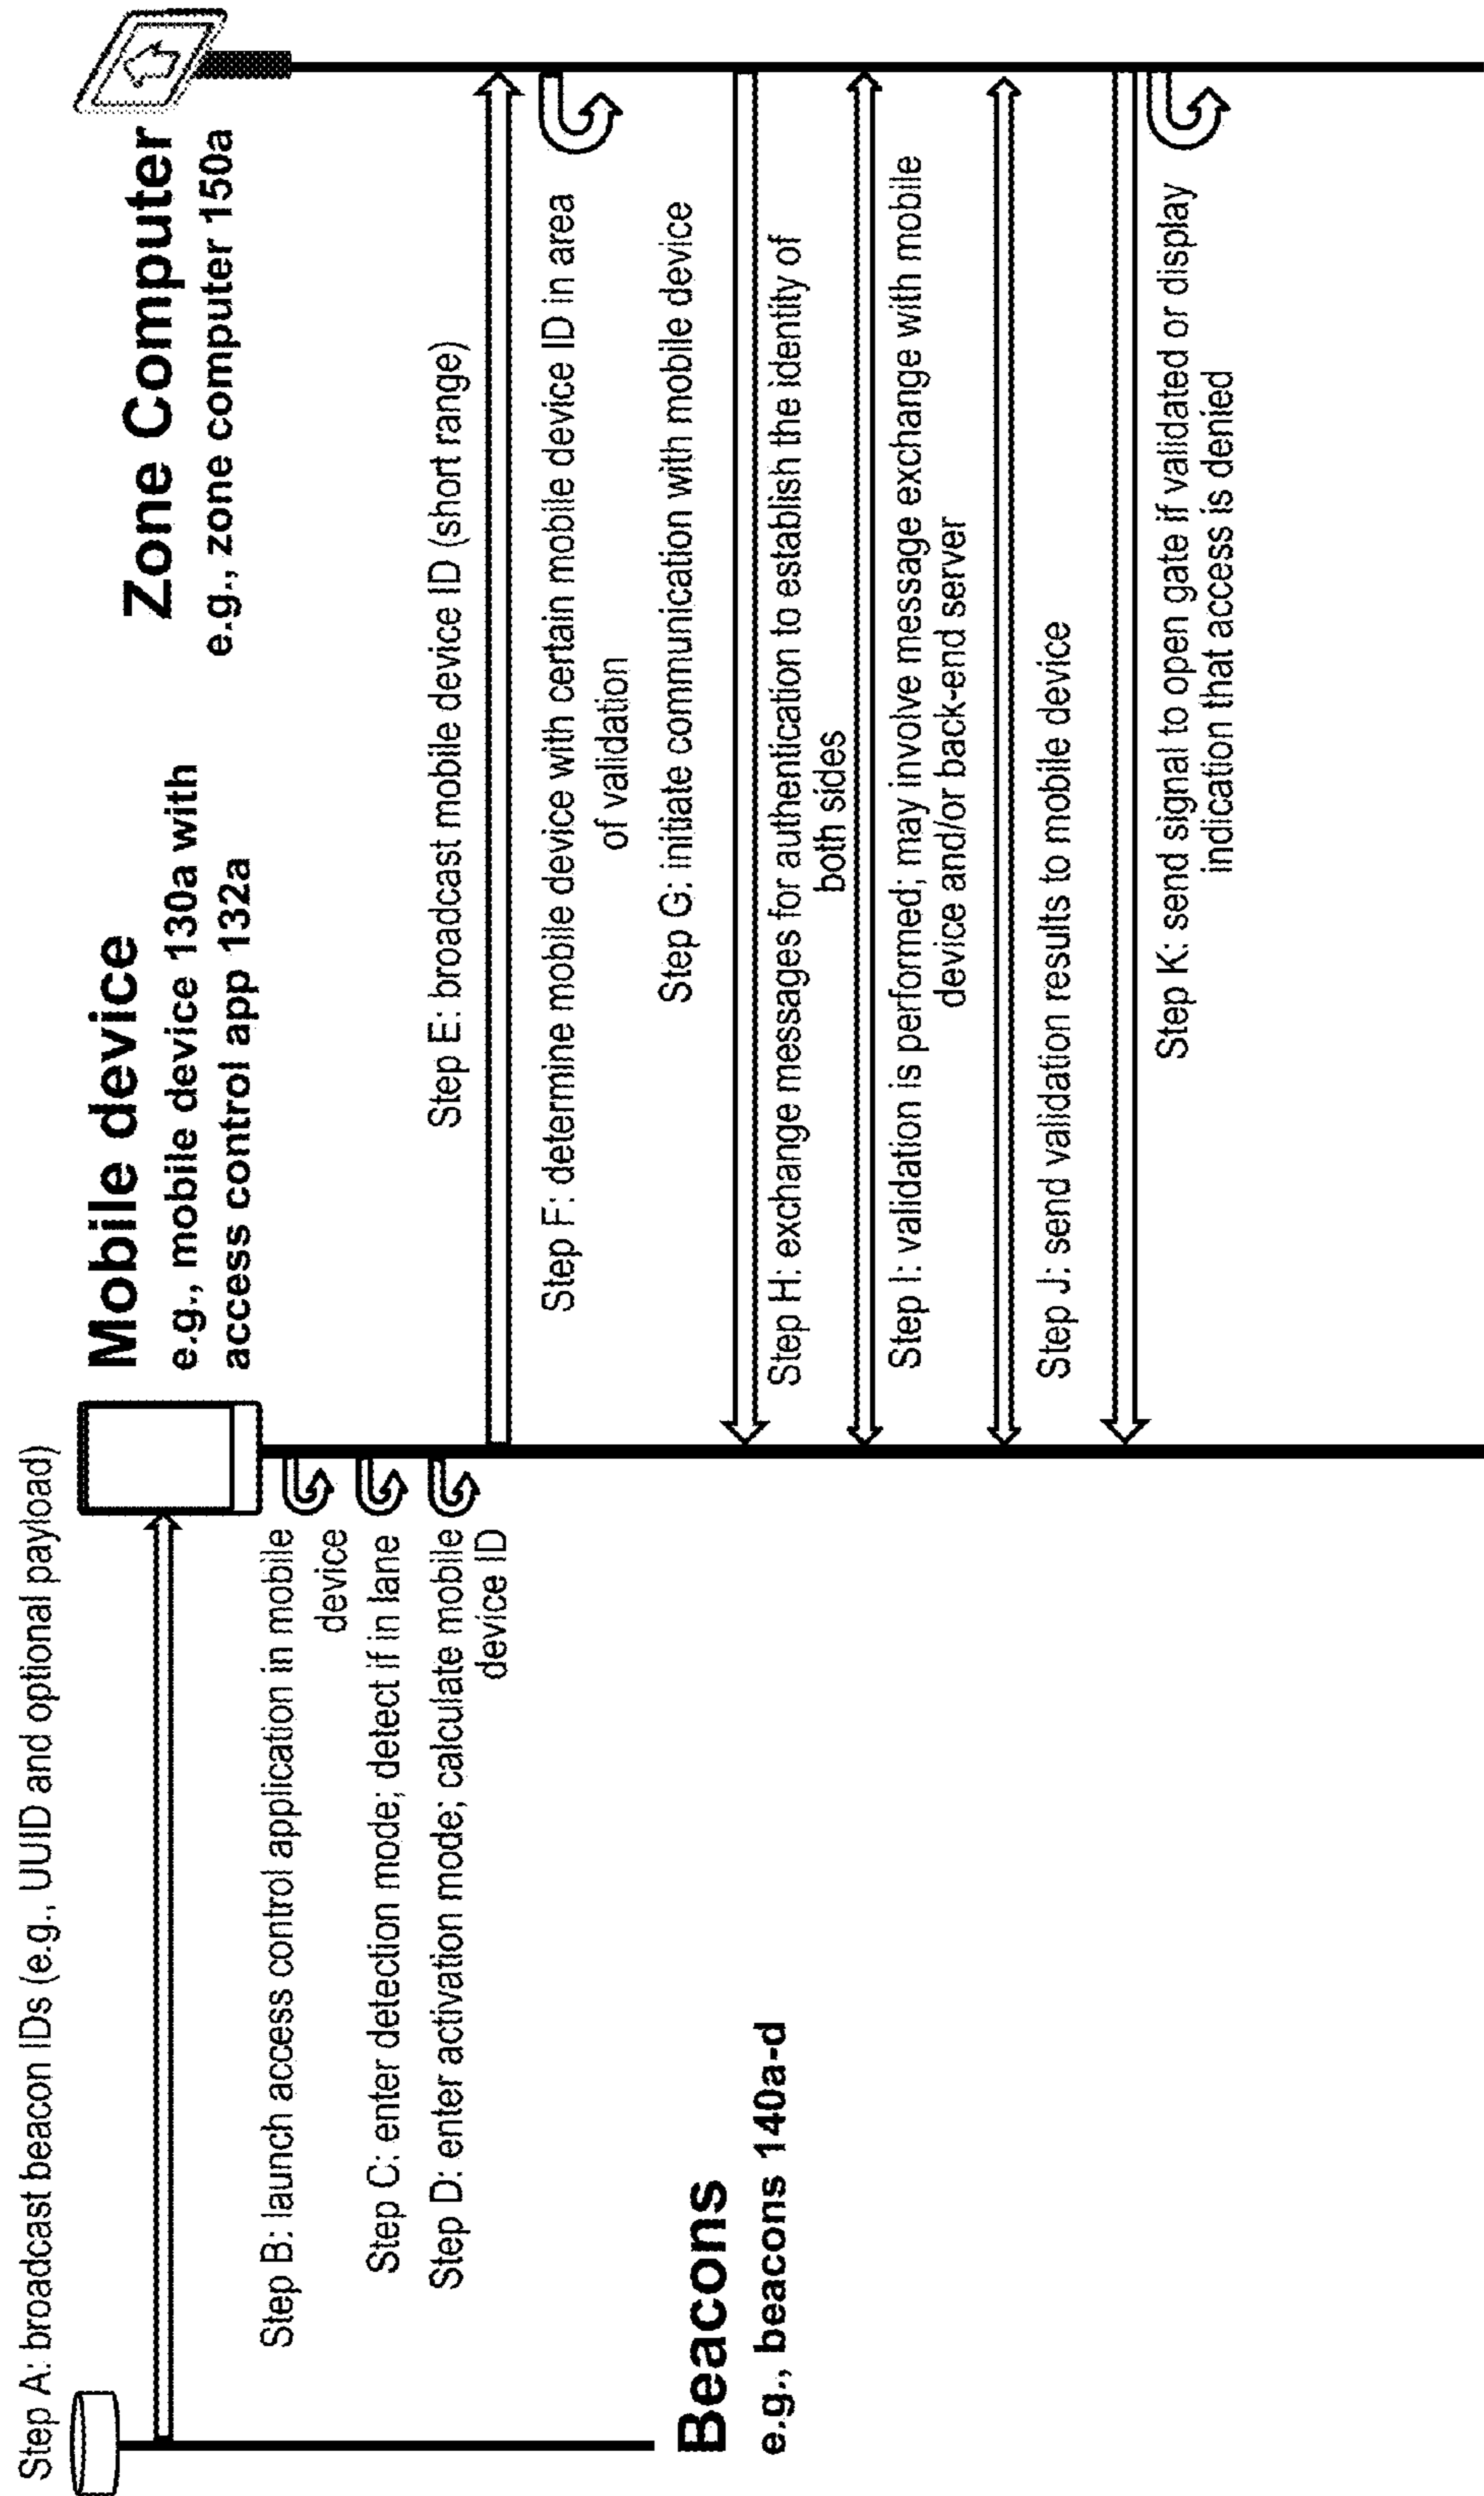 Step A: broadcast beacon IDs (e.g., UUID and optional payload)
Mobile device
e.g., mobile device 130a with
access control app 132a
Zone Computer
e.g., zone computer 150a
Step B: launch access control application in mobile
device
Step C: enter detection mode; detect if in lane
Step D: enter activation mode; calculate mobile
device ID
Beacons
e.g., beacons 140a-d
Step E: broadcast mobile device ID (short range)
Step F: determine mobile device with certain mobile device ID in area
of validation
Step G: initiate communication with mobile device
Step H: exchange messages for authentication to establish the identity of
both sides
Step I: validation is performed; may involve message exchange with mobile
device and/or back-end server
Step J: send validation results to mobile device
Step K: send signal to open gate if validated or display
indication that access is denied